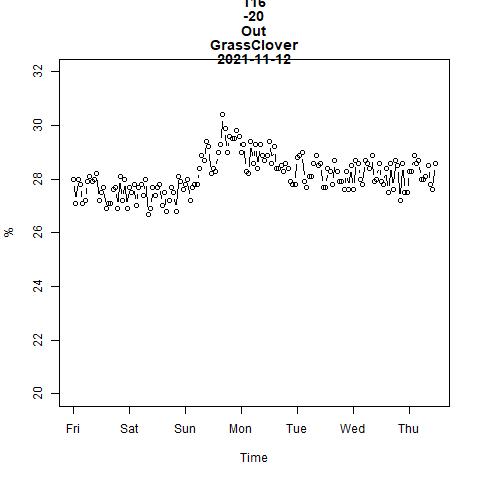 T16
-20
Out
GrassClover
2021-11-12
32
30
28
26
24
22
20
%
Fri Sat Sun Mon Tue Wed Thu
Time